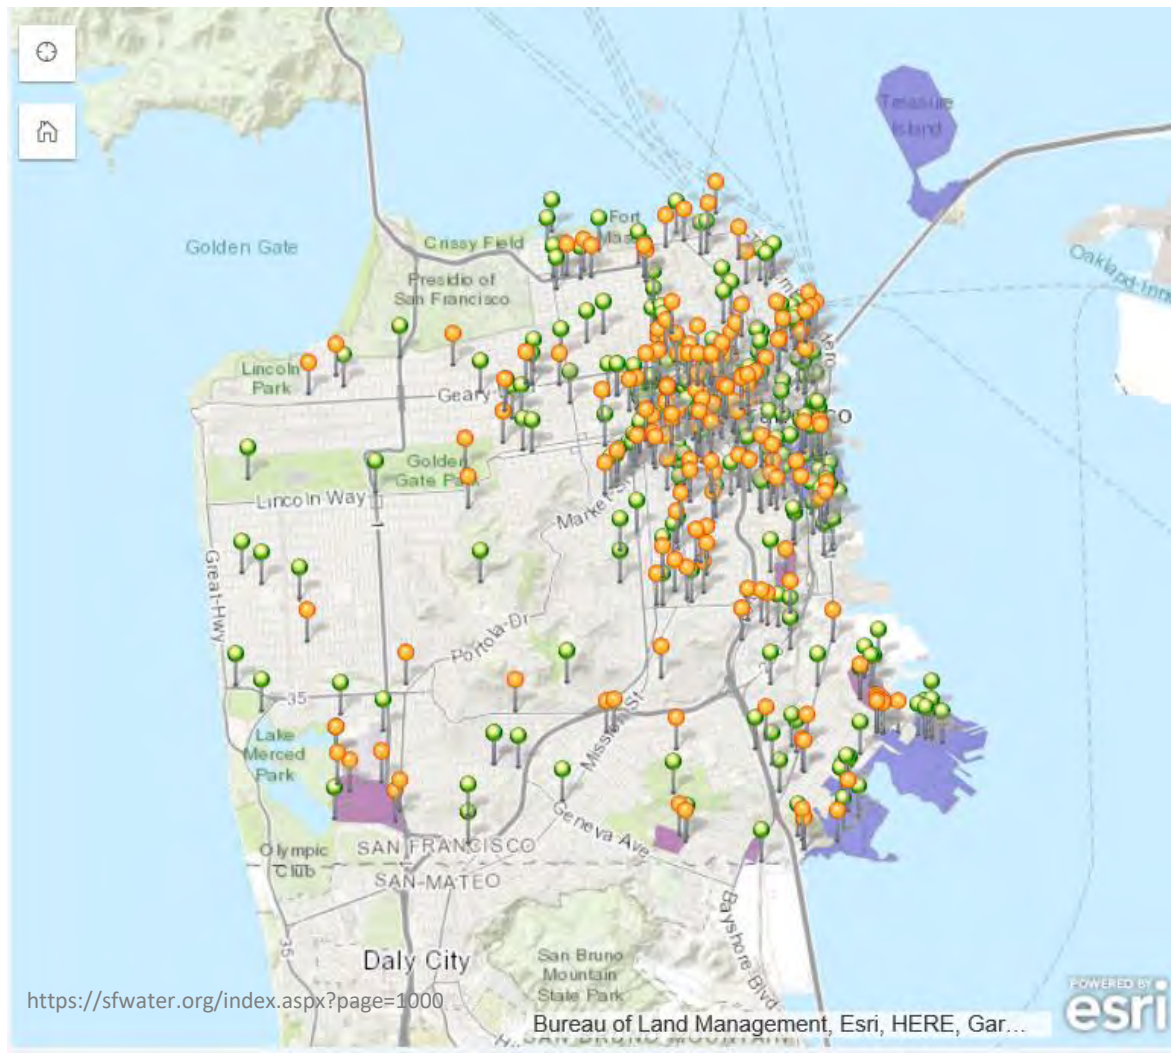 Treasure
Island
Golden Gate
Crissy Field
Fort
Oakland Inn
Presidio of
San Francisco
Lincoln
Park
Geary
Golden
Gate Park
Lincoln Way
Market St
Great-Hwy
Portola-Dr
35
Mission St
Lake
Merced
Park
Geneva Ave
Olympic
Club
SAN FRANCISCO
SAN-MATEO
Bayshore Blvd
35
Daly City
San Bruno
Mountain
State Park
https://sfwater.org/index.aspx?page=1000
Bureau of Land Management, Esri, HERE, Gar...
POWERED BY
esri